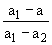 a₁ − a
a₁ − a₂